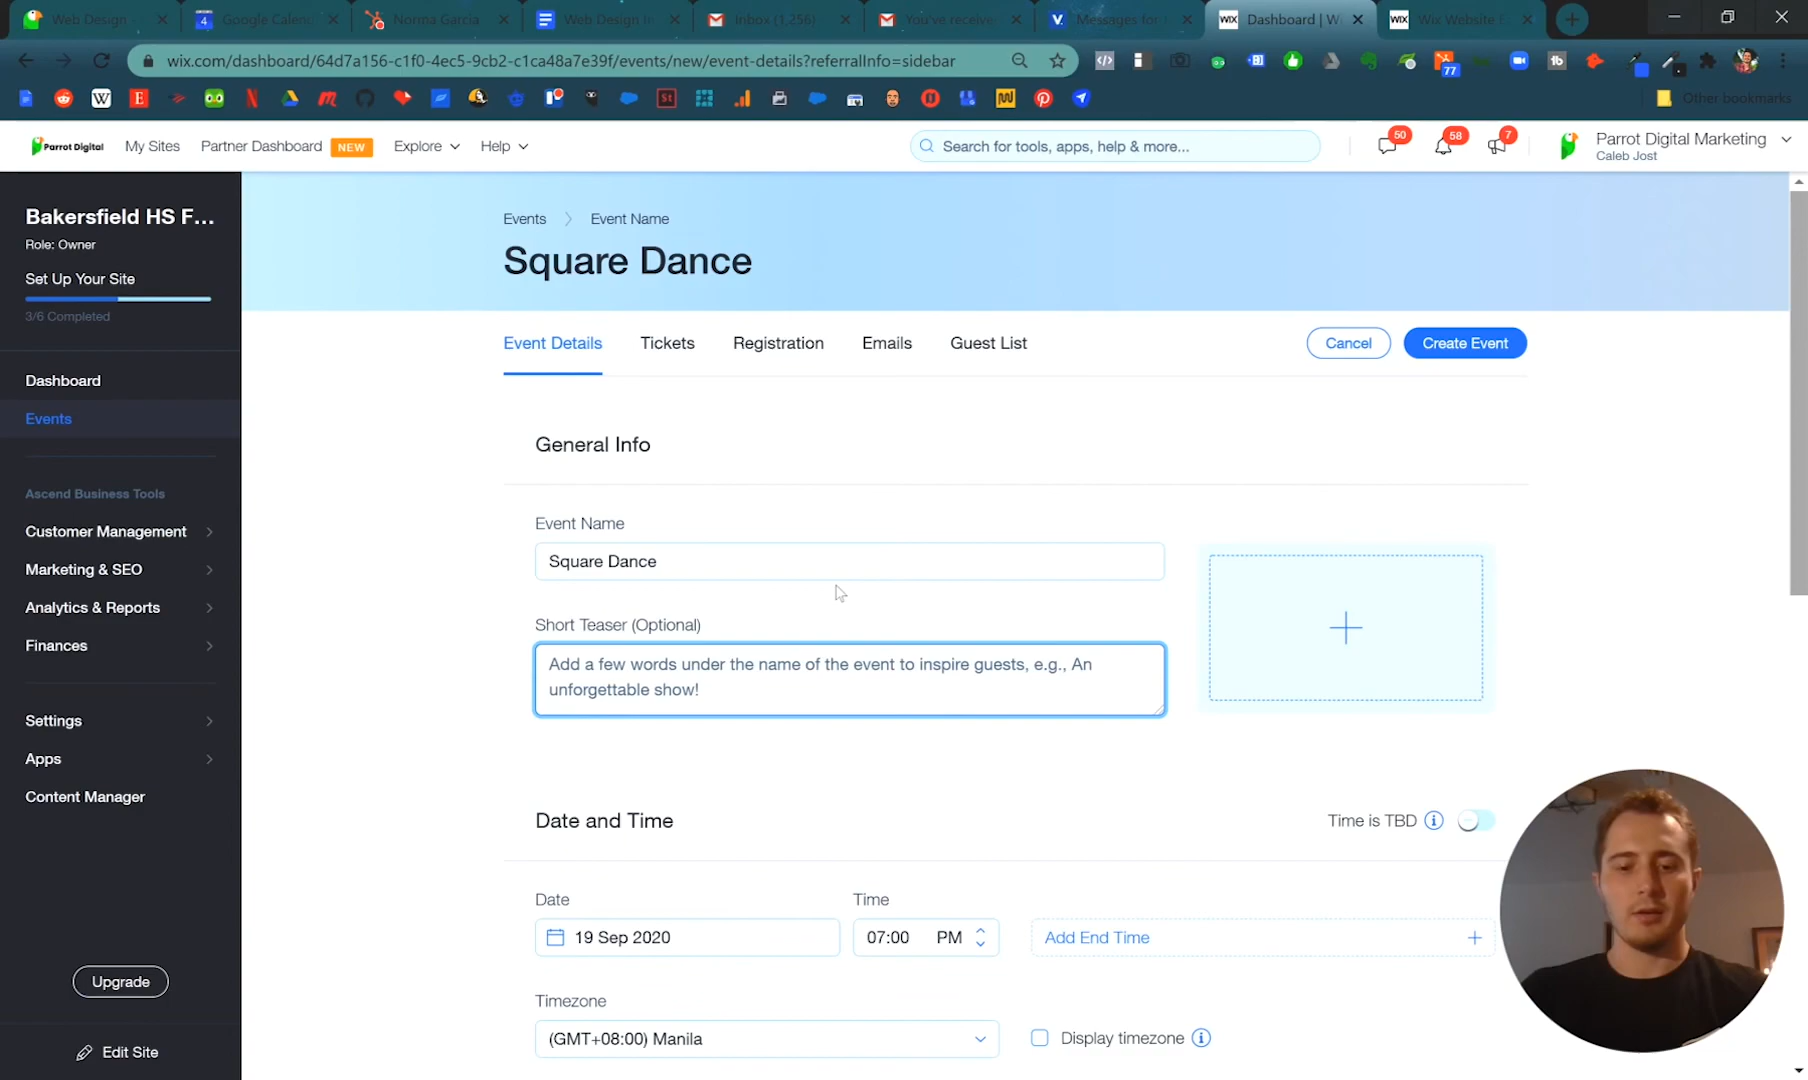 Web Design
Google Calend
Norma Garcia
Web Design In
Inbox (1,256)
You've receive
Messages for
Dashboard | W
Wix Website E
wix.com/dashboard/64d7a156-c1f0-4ec5-9cb2-c1ca48a7e39f/events/new/event-details?referralInfo=sidebar
77
Other bookmarks
Parrot Digital
My Sites
Partner Dashboard
NEW
Explore
Help
Search for tools, apps, help & more...
50
58
7
Parrot Digital Marketing
Caleb Jost
Bakersfield HS F...
Role: Owner
Set Up Your Site
3/6 Completed
Dashboard
Events
Ascend Business Tools
Customer Management
Marketing & SEO
Analytics & Reports
Finances
Settings
Apps
Content Manager
Upgrade
Edit Site
Events
Event Name
Square Dance
Event Details
Tickets
Registration
Emails
Guest List
Cancel
Create Event
General Info
Event Name
Square Dance
Short Teaser (Optional)
Add a few words under the name of the event to inspire guests, e.g., An
unforgettable show!
Date and Time
Time is TBD
Date
Time
19 Sep 2020
07:00 PM
Add End Time
Timezone
(GMT+08:00) Manila
Display timezone